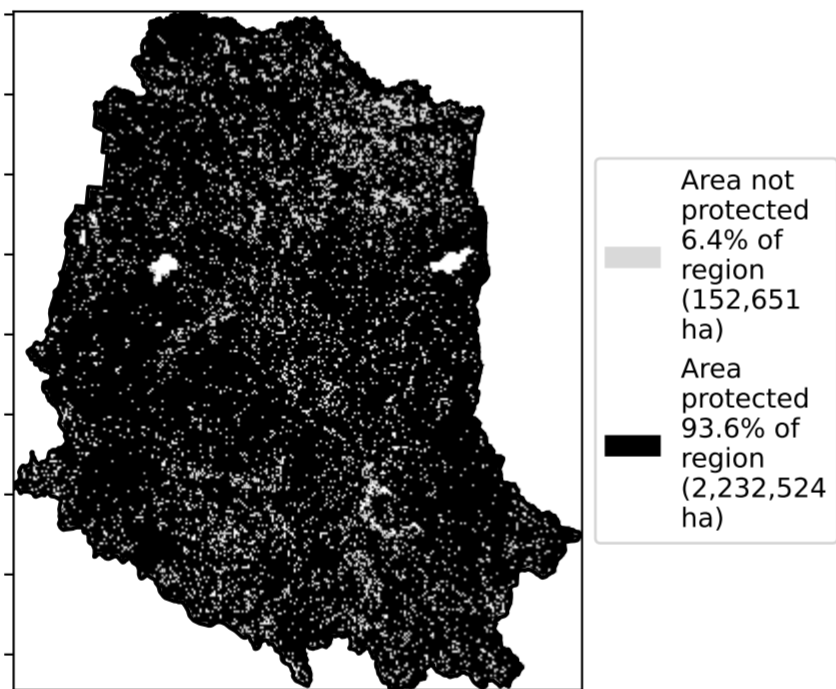 Area not
protected
6.4% of
region
(152,651
ha)
Area
protected
93.6% of
region
(2,232,524
ha)